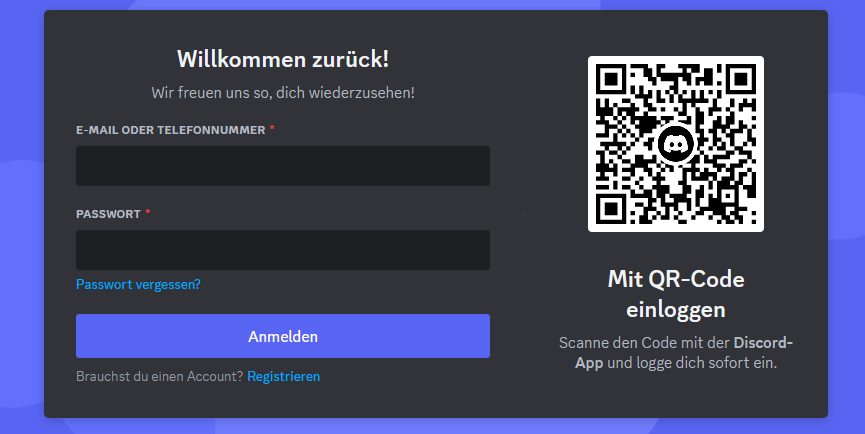 Willkommen zurück!
Wir freuen uns so, dich wiederzusehen!
E-MAIL ODER TELEFONNUMMER *
PASSWORT *
Passwort vergessen?
Anmelden
Brauchst du einen Account? Registrieren
Mit QR-Code
einloggen
Scanne den Code mit der Discord-
App und logge dich sofort ein.